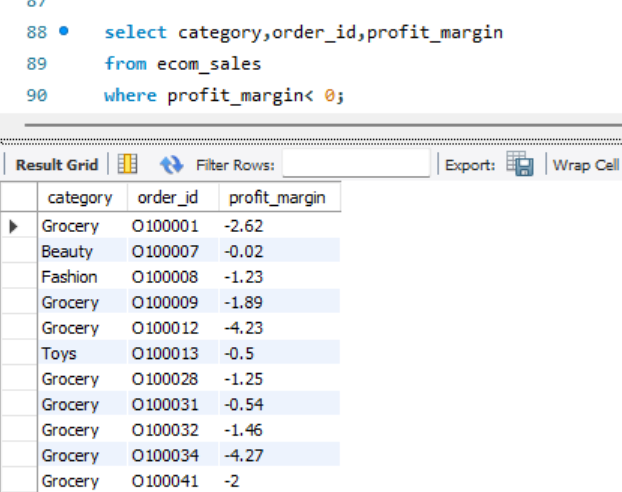 87
88 select category,order_id,profit_margin
89 from ecom_sales
90 where profit_margin< 0;
Result Grid Filter Rows: Export: Wrap Cell
category order_id profit_margin
Grocery O100001 -2.62
Beauty O100007 -0.02
Fashion O100008 -1.23
Grocery O100009 -1.89
Grocery O100012 -4.23
Toys O100013 -0.5
Grocery O100028 -1.25
Grocery O100031 -0.54
Grocery O100032 -1.46
Grocery O100034 -4.27
Grocery O100041 -2